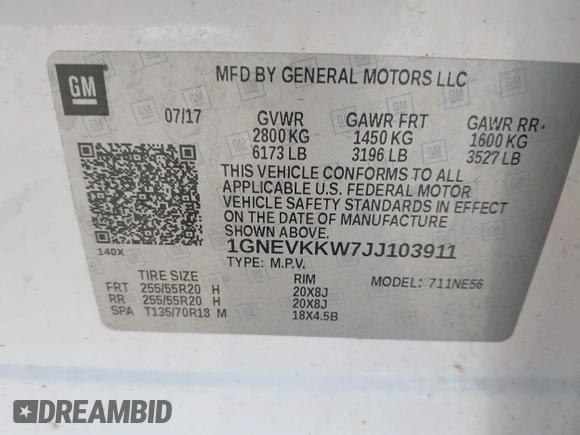 GM
MFD BY GENERAL MOTORS LLC
07/17
GVWR GAWR FRT GAWR RR
2800 KG 1450 KG 1600 KG
6173 LB 3196 LB 3527 LB
THIS VEHICLE CONFORMS TO ALL
APPLICABLE U.S. FEDERAL MOTOR
VEHICLE SAFETY STANDARDS IN EFFECT
ON THE DATE OF MANUFACTURE
SHOWN ABOVE.
1GNEVKKW7JJ103911
140X
TYPE: M.P.V.
TIRE SIZE RIM MODEL: 711NE56
FRT 255/55R20 H 20X8J
RR 255/55R20 H 20X8J
SPA T135/70R18 M 18X4.5B
DREAMBID